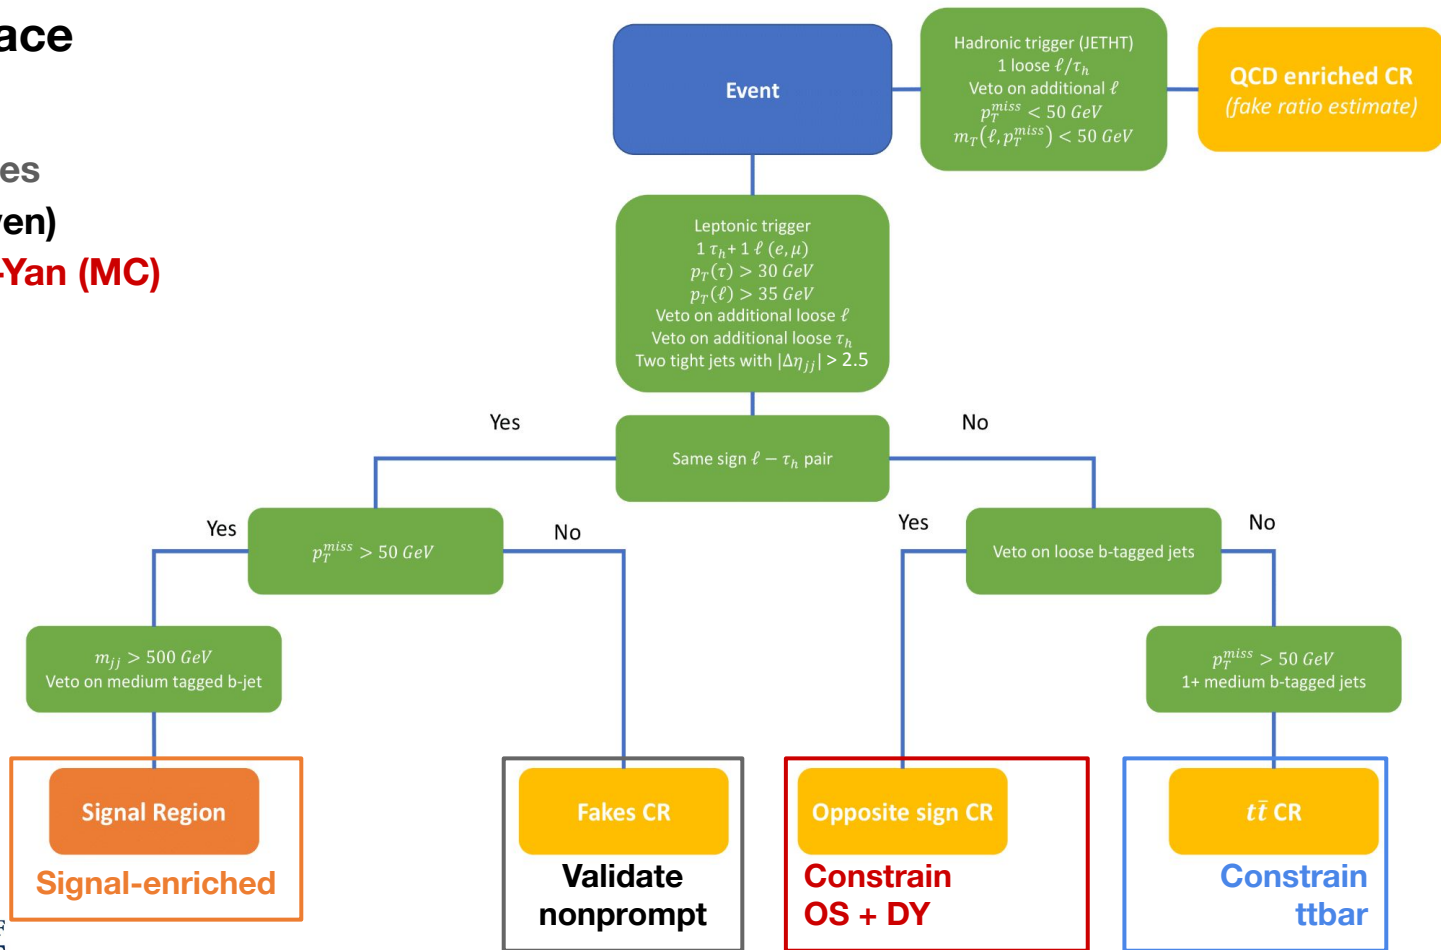 ace
es
ven)
-Yan (MC)
Event
Hadronic trigger (JETHT)
1 loose ℓ/τ_h
Veto on additional ℓ
p_T^{miss} < 50 GeV
m_T(ℓ, p_T^{miss}) < 50 GeV
QCD enriched CR
(fake ratio estimate)
Leptonic trigger
1 τ_h + 1 ℓ (e, μ)
p_T(τ) > 30 GeV
p_T(ℓ) > 35 GeV
Veto on additional loose ℓ
Veto on additional loose τ_h
Two tight jets with |Δη_{jj}| > 2.5
Yes
No
Same sign ℓ − τ_h pair
Yes
No
p_T^{miss} > 50 GeV
Yes
No
Veto on loose b-tagged jets
m_{jj} > 500 GeV
Veto on medium tagged b-jet
p_T^{miss} > 50 GeV
1+ medium b-tagged jets
Signal Region
Signal-enriched
Fakes CR
Validate
nonprompt
Opposite sign CR
Constrain
OS + DY
tt̄ CR
Constrain
ttbar
F